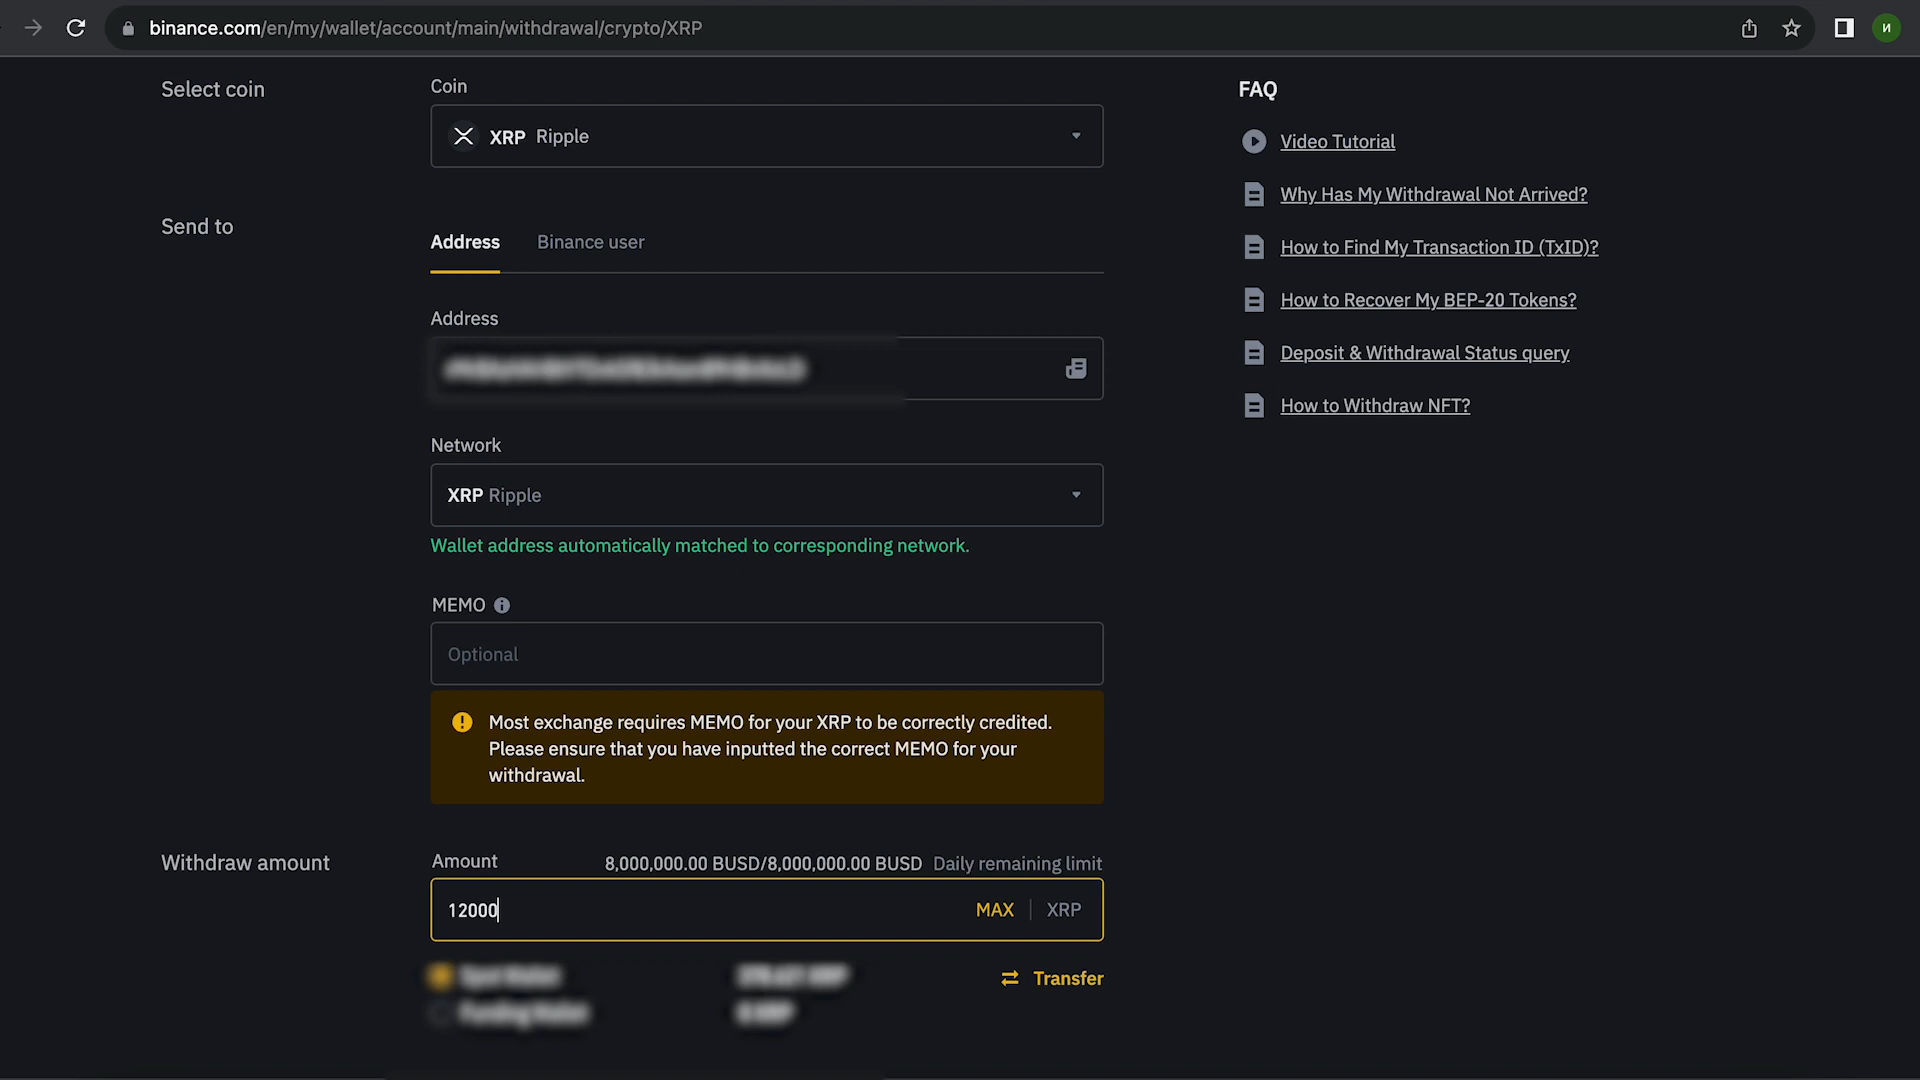 binance.com/en/my/wallet/account/main/withdrawal/crypto/XRP
И
Select coin
Coin
XRP Ripple
Send to
Address
Binance user
Address
Network
XRP Ripple
Wallet address automatically matched to corresponding network.
MEMO
Optional
Most exchange requires MEMO for your XRP to be correctly credited.
Please ensure that you have inputted the correct MEMO for your
withdrawal.
Withdraw amount
Amount
8,000,000.00 BUSD/8,000,000.00 BUSD Daily remaining limit
12000
MAX | XRP
Transfer
FAQ
Video Tutorial
Why Has My Withdrawal Not Arrived?
How to Find My Transaction ID (TxID)?
How to Recover My BEP-20 Tokens?
Deposit & Withdrawal Status query
How to Withdraw NFT?